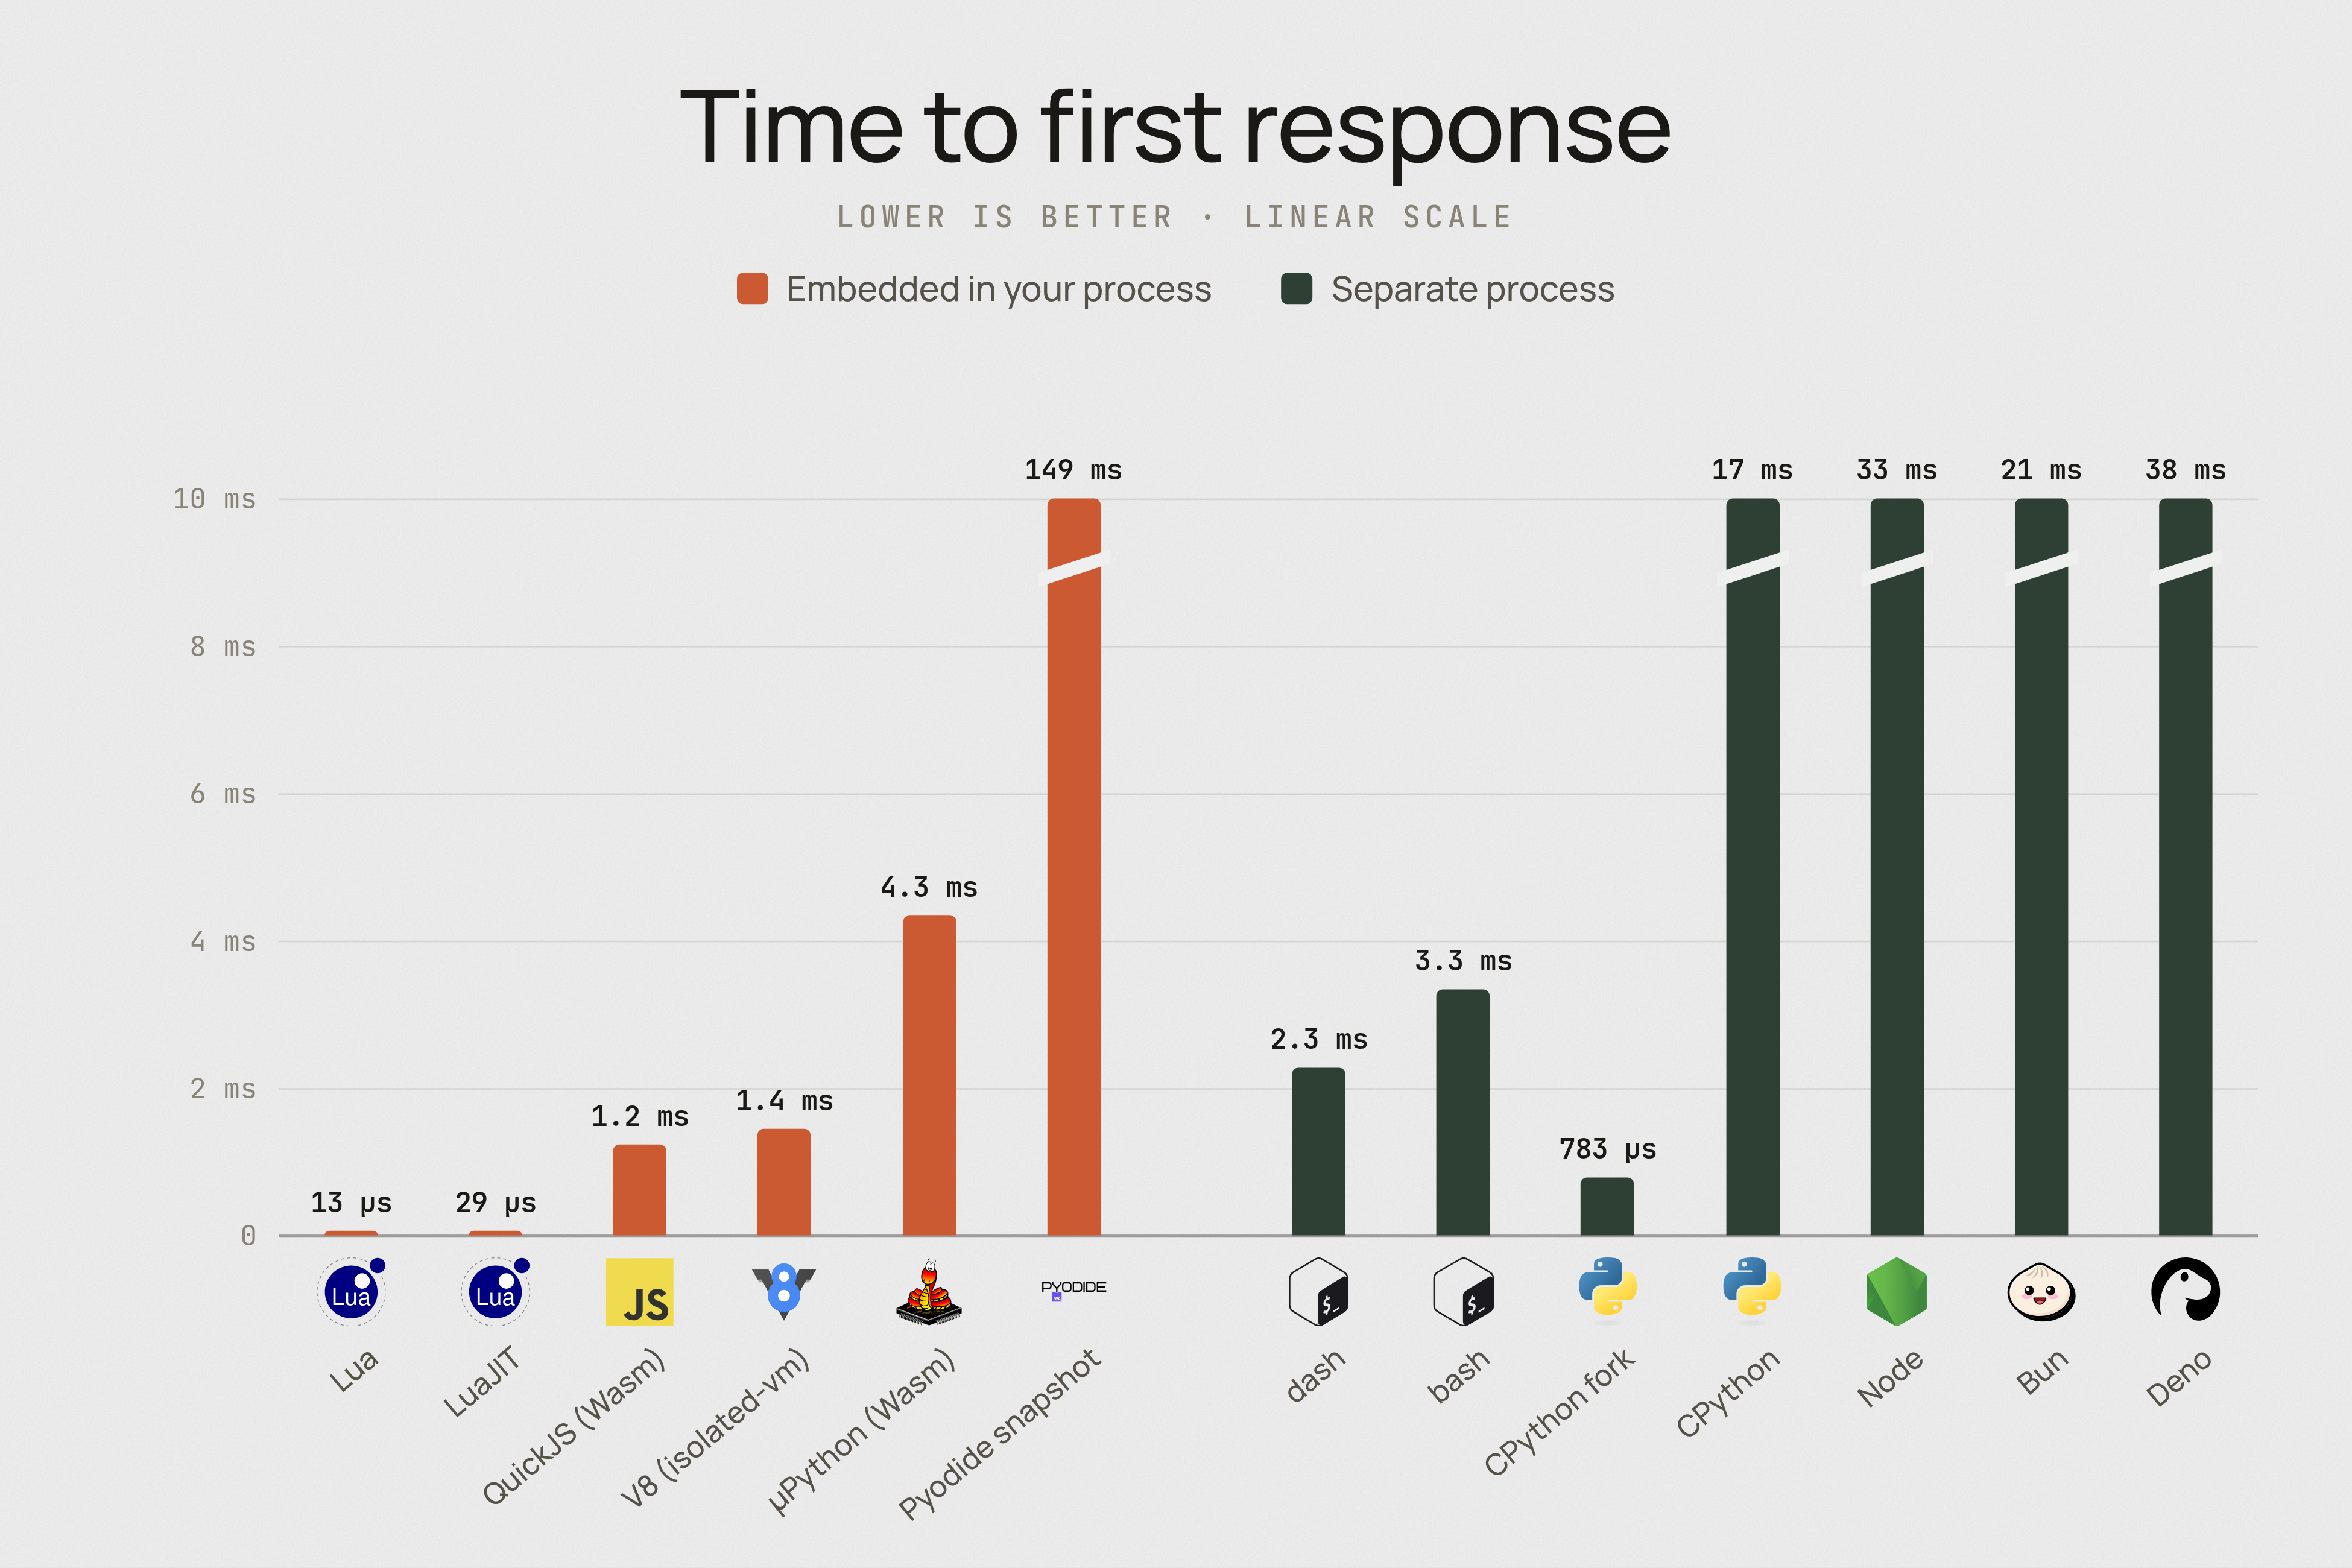 Time to first response
LOWER IS BETTER · LINEAR SCALE
Embedded in your process
Separate process
10 ms
8 ms
6 ms
4 ms
2 ms
0
13 µs
29 µs
1.2 ms
1.4 ms
4.3 ms
149 ms
2.3 ms
3.3 ms
783 µs
17 ms
33 ms
21 ms
38 ms
Lua
Lua
JS
8
PYODIDE
$_
$_
Lua
LuaJIT
QuickJS (Wasm)
V8 (isolated-vm)
µPython (Wasm)
Pyodide snapshot
dash
bash
CPython fork
CPython
Node
Bun
Deno